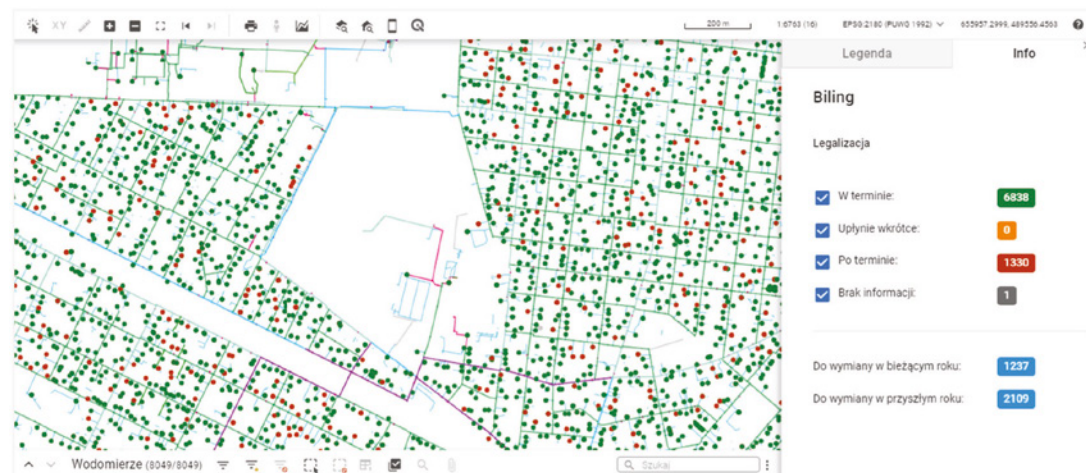 XY
200 m
1:6763 (16)
EPSG:2180 (PUWG 1992)
655957.2999, 489556.4563
Legenda
Info
Biling
Legalizacja
W terminie: 6838
Upłynie wkrótce: 0
Po terminie: 1330
Brak informacji: 1
Do wymiany w bieżącym roku: 1237
Do wymiany w przyszłym roku: 2109
Wodomierze (8049/8049)
Szukaj